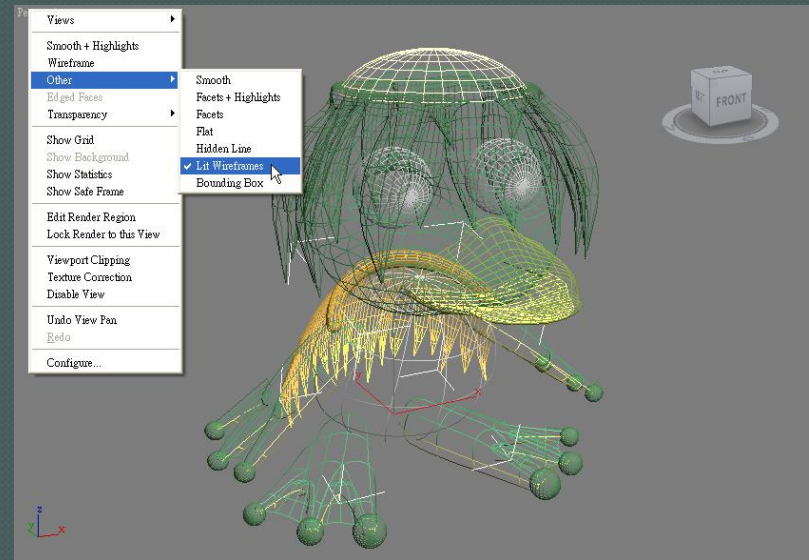 Pe
Views
Smooth + Highlights
Wireframe
Other
Edged Faces
Transparency
Show Grid
Show Background
Show Statistics
Show Safe Frame
Edit Render Region
Lock Render to this View
Viewport Clipping
Texture Correction
Disable View
Undo View Pan
Redo
Configure...
Smooth
Facets + Highlights
Facets
Flat
Hidden Line
Lit Wireframes
Bounding Box
FRONT
y
x
z
y
x